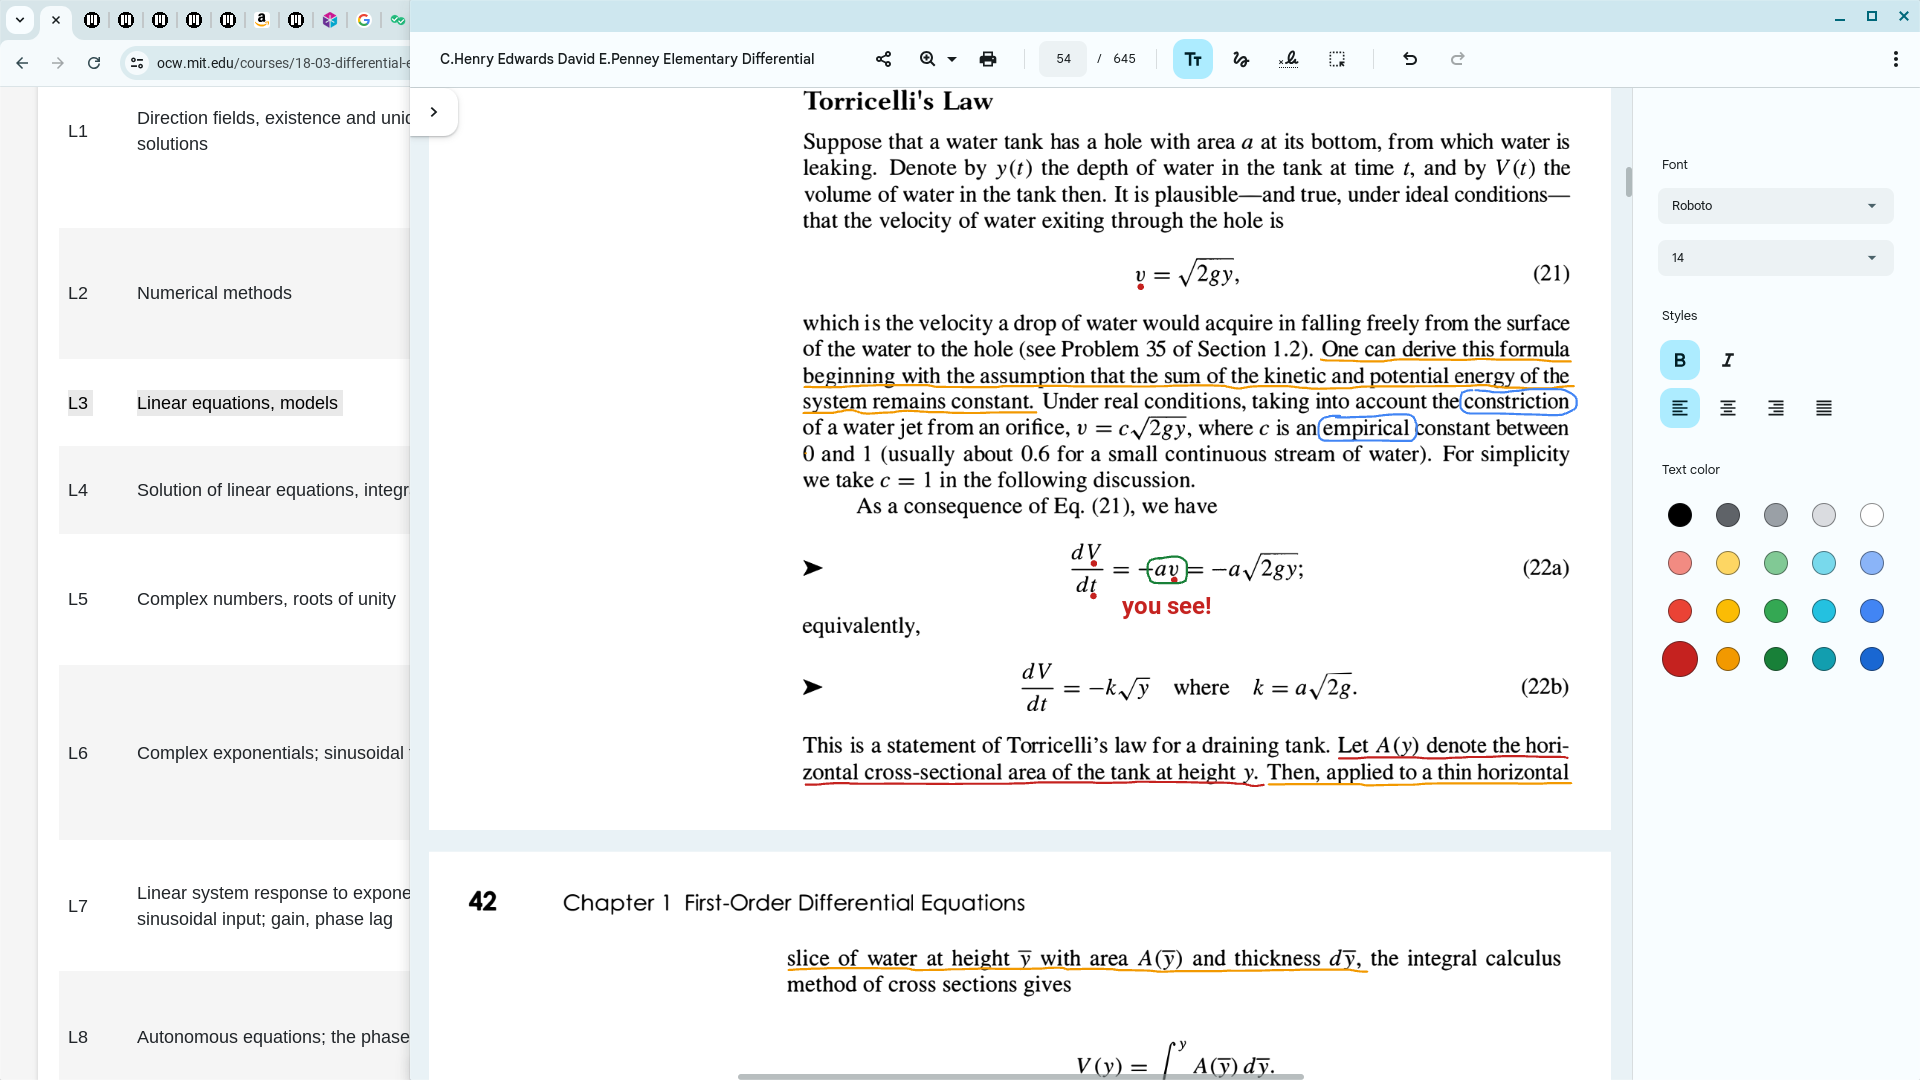 ocw.mit.edu/courses/18-03-differential-e
L1
Direction fields, existence and unic
solutions
L2
Numerical methods
L3
Linear equations, models
L4
Solution of linear equations, integr
L5
Complex numbers, roots of unity
L6
Complex exponentials; sinusoidal
L7
Linear system response to expone
sinusoidal input; gain, phase lag
L8
Autonomous equations; the phase
C.Henry Edwards David E.Penney Elementary Differential
54 / 645
Torricelli's Law
Suppose that a water tank has a hole with area a at its bottom, from which water is
leaking. Denote by y(t) the depth of water in the tank at time t, and by V(t) the
volume of water in the tank then. It is plausible—and true, under ideal conditions—
that the velocity of water exiting through the hole is
v = √2gy, (21)
which is the velocity a drop of water would acquire in falling freely from the surface
of the water to the hole (see Problem 35 of Section 1.2). One can derive this formula
beginning with the assumption that the sum of the kinetic and potential energy of the
system remains constant. Under real conditions, taking into account the constriction
of a water jet from an orifice, v = c√2gy, where c is an empirical constant between
0 and 1 (usually about 0.6 for a small continuous stream of water). For simplicity
we take c = 1 in the following discussion.
As a consequence of Eq. (21), we have
dV/dt = −av = −a√2gy; (22a)
you see!
equivalently,
dV/dt = −k√y where k = a√2g. (22b)
This is a statement of Torricelli's law for a draining tank. Let A(y) denote the hori-
zontal cross-sectional area of the tank at height y. Then, applied to a thin horizontal
42 Chapter 1 First-Order Differential Equations
slice of water at height ȳ with area A(ȳ) and thickness dȳ, the integral calculus
method of cross sections gives
V(y) = ∫^y A(ȳ) dȳ.
Font
Roboto
14
Styles
B I
Text color